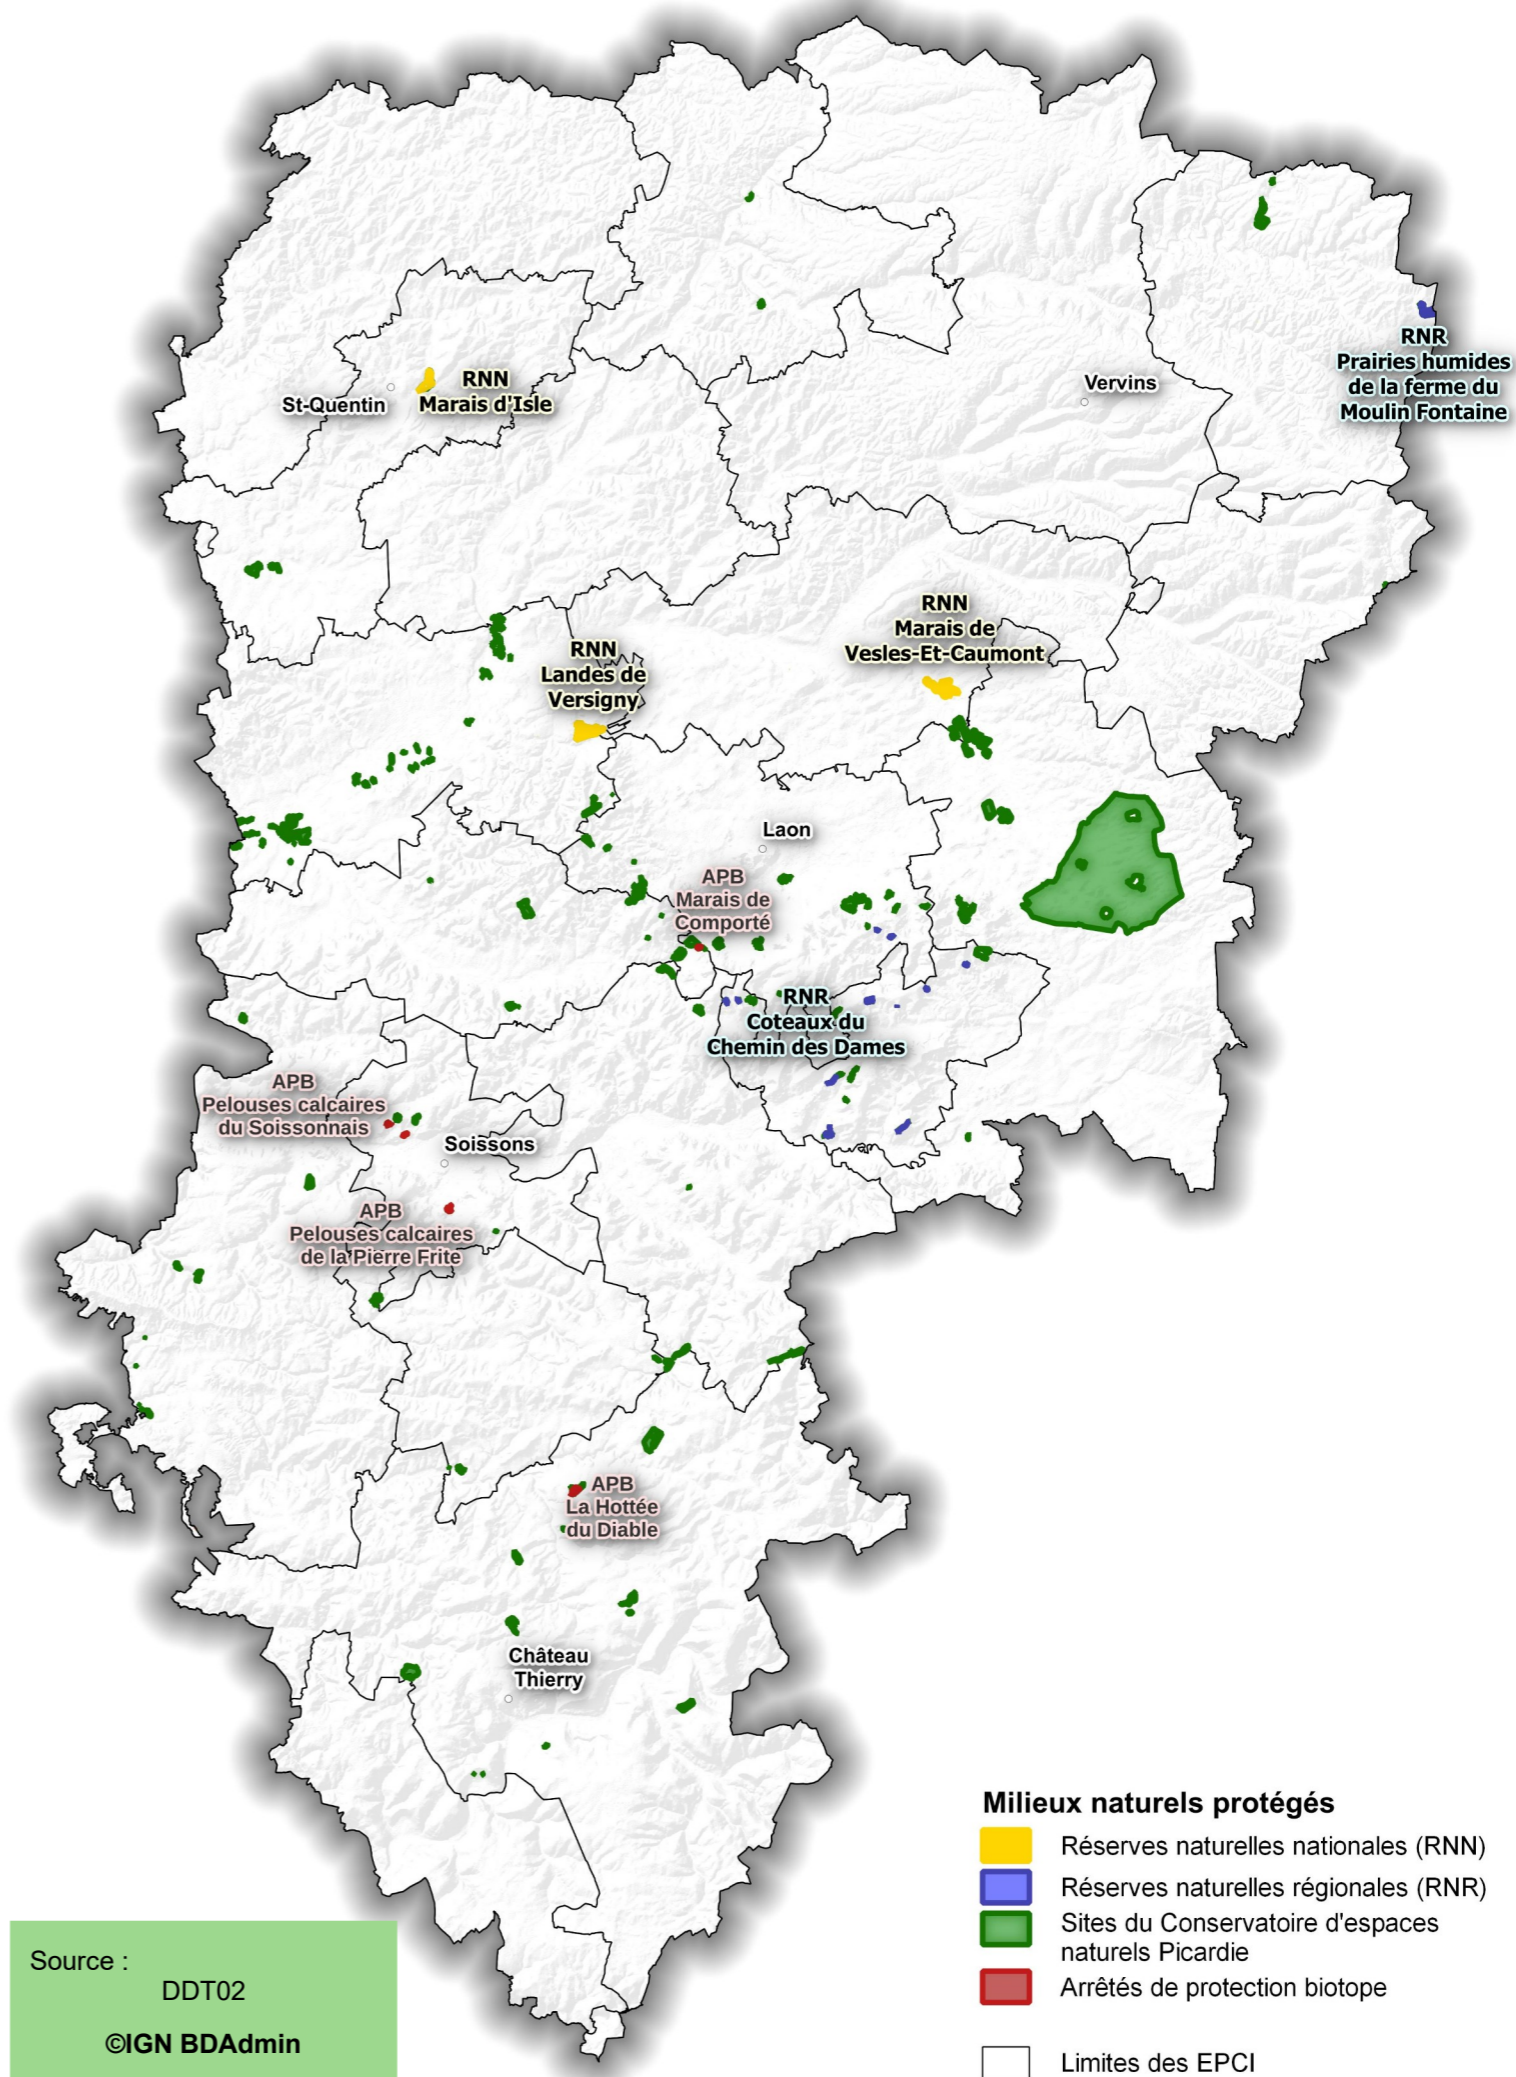 RNR
Prairies humides
de la ferme du
Moulin Fontaine
Vervins
RNN
Marais d'Isle
St-Quentin
RNN
Marais de
Vesles-Et-Caumont
RNN
Landes de
Versigny
Laon
APB
Marais de
Comporté
RNR
Coteaux du
Chemin des Dames
APB
Pelouses calcaires
du Soissonnais
Soissons
APB
Pelouses calcaires
de la Pierre Frite
APB
La Hottée
du Diable
Château
Thierry
Milieux naturels protégés
Réserves naturelles nationales (RNN)
Réserves naturelles régionales (RNR)
Sites du Conservatoire d'espaces
naturels Picardie
Arrêtés de protection biotope
Limites des EPCI
Source :
DDT02
©IGN BDAdmin